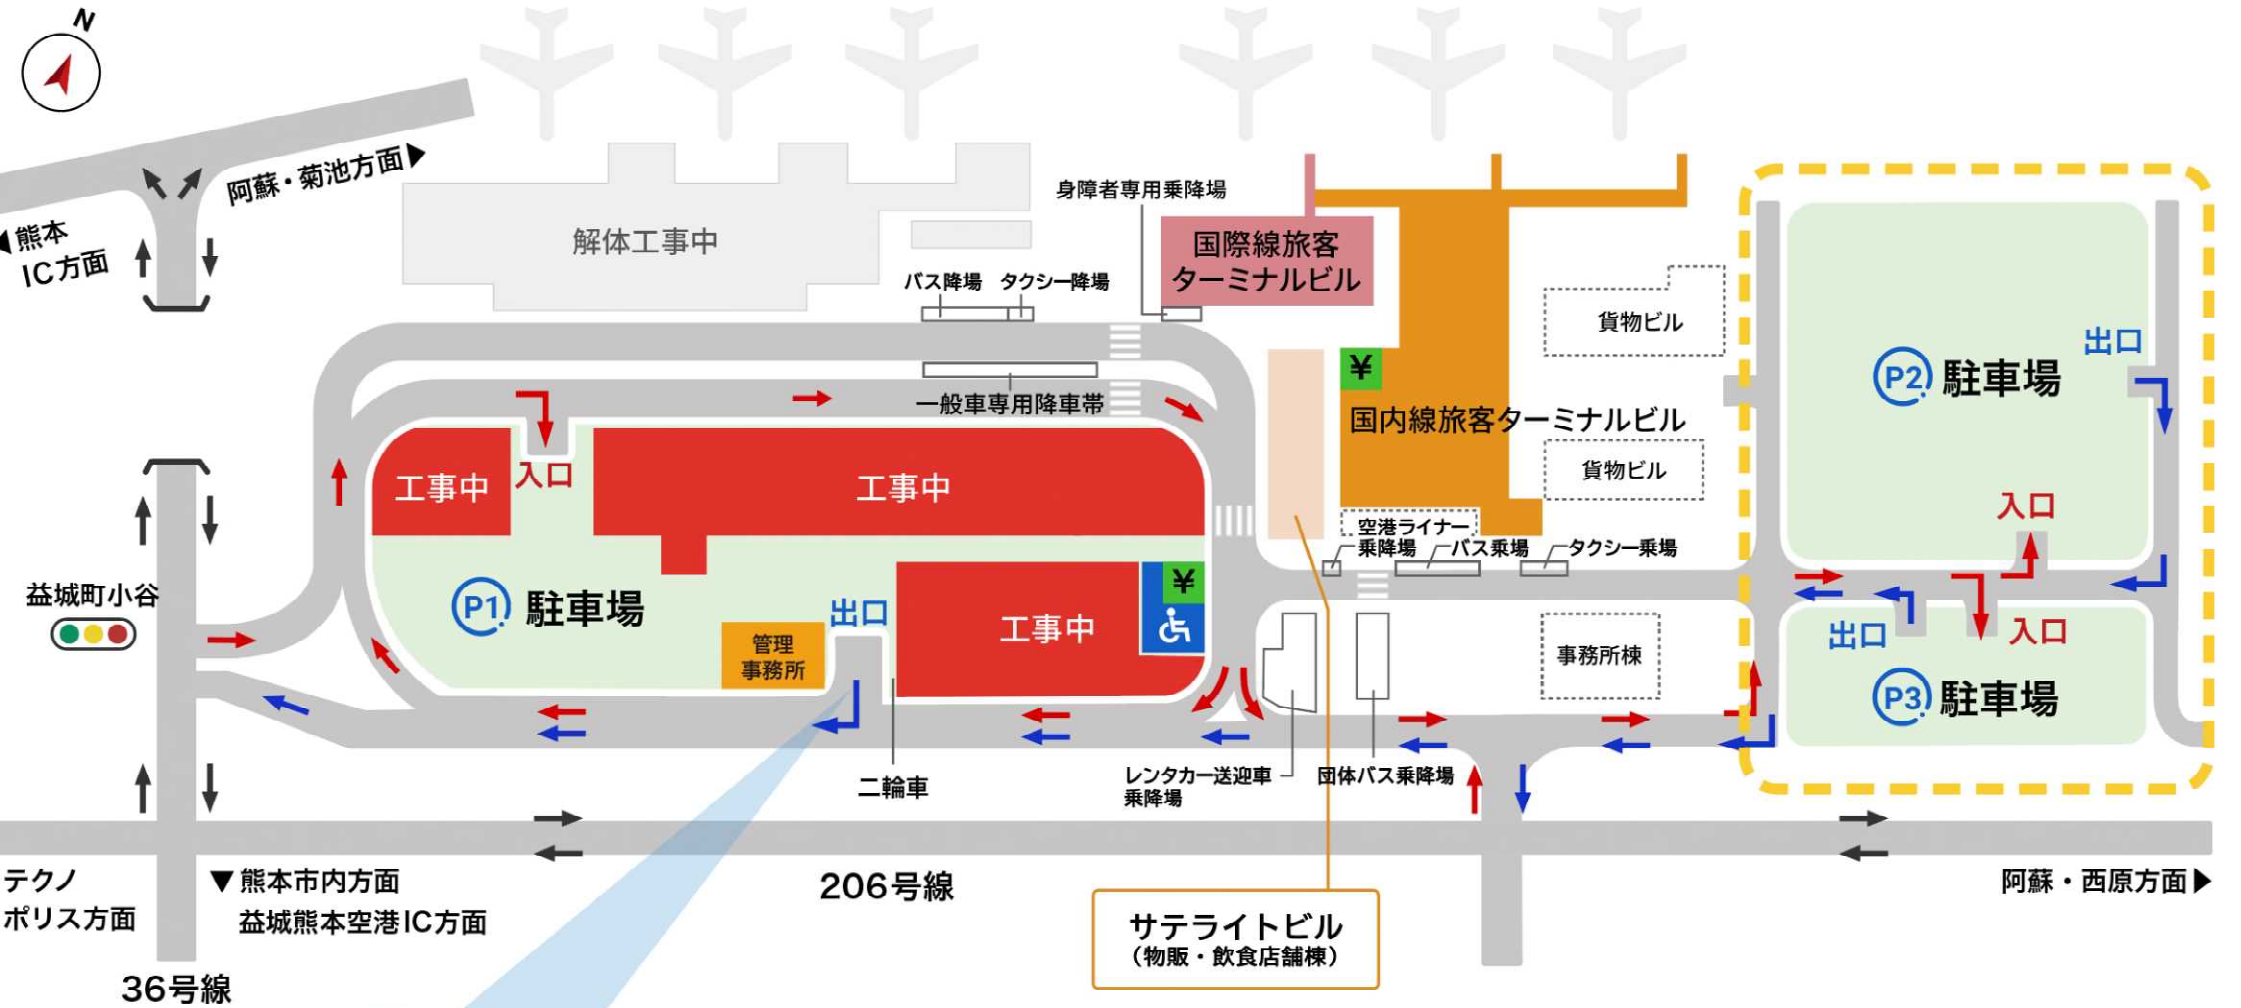 N
阿蘇・菊池方面▶
◀熊本
IC方面
解体工事中
身障者専用乗降場
国際線旅客
ターミナルビル
バス降場
タクシー降場
一般車専用降車帯
貨物ビル
¥
国内線旅客ターミナルビル
貨物ビル
P2 駐車場
出口
入口
工事中
入口
工事中
空港ライナー
乗降場
バス乗場
タクシー乗場
益城町小谷
P1 駐車場
出口
管理
事務所
工事中
¥
事務所棟
出口
入口
P3 駐車場
二輪車
レンタカー送迎車
乗降場
団体バス乗降場
テクノ
ポリス方面
▼熊本市内方面
益城熊本空港IC方面
206号線
阿蘇・西原方面▶
サテライトビル
(物販・飲食店舗棟)
36号線